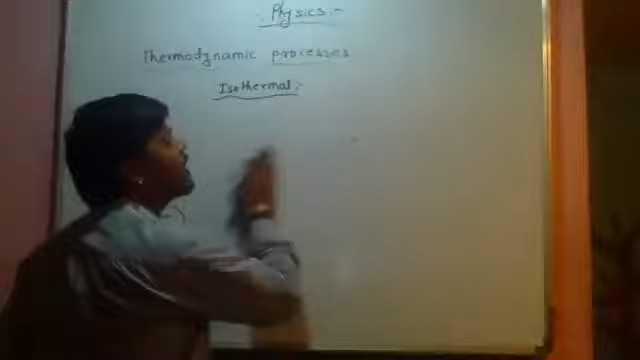 :- Physics :-
Thermodynamic processes
Isothermal :-